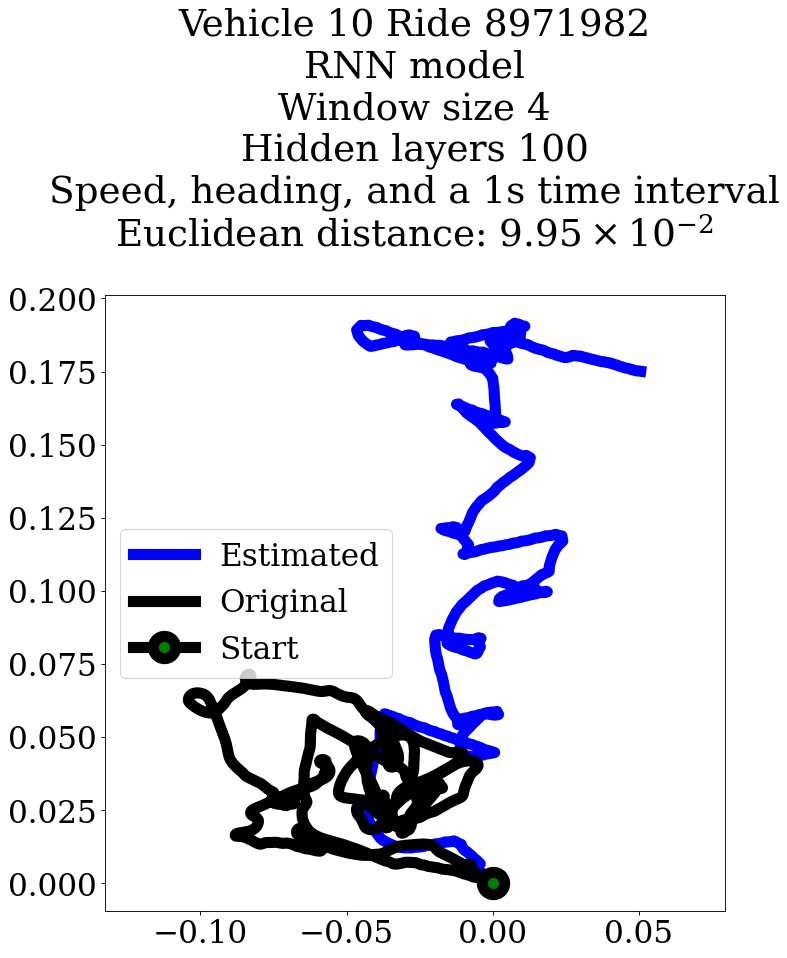 Vehicle 10 Ride 8971982
RNN model
Window size 4
Hidden layers 100
Speed, heading, and a 1s time interval
Euclidean distance: 9.95 × 10⁻²
0.200
0.175
0.150
0.125
0.100
0.075
0.050
0.025
0.000
Estimated
Original
Start
−0.10 −0.05 0.00 0.05